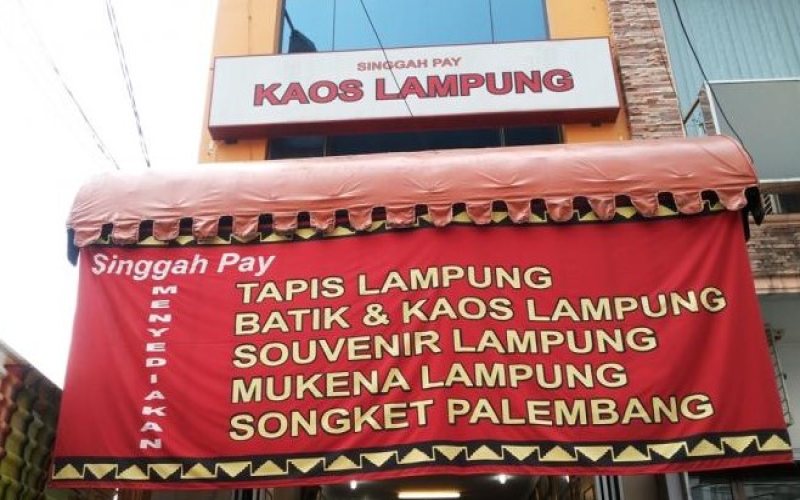 SINGGAH PAY
KAOS LAMPUNG
Singgah Pay
MENYEDIAKAN
TAPIS LAMPUNG
BATIK & KAOS LAMPUNG
SOUVENIR LAMPUNG
MUKENA LAMPUNG
SONGKET PALEMBANG